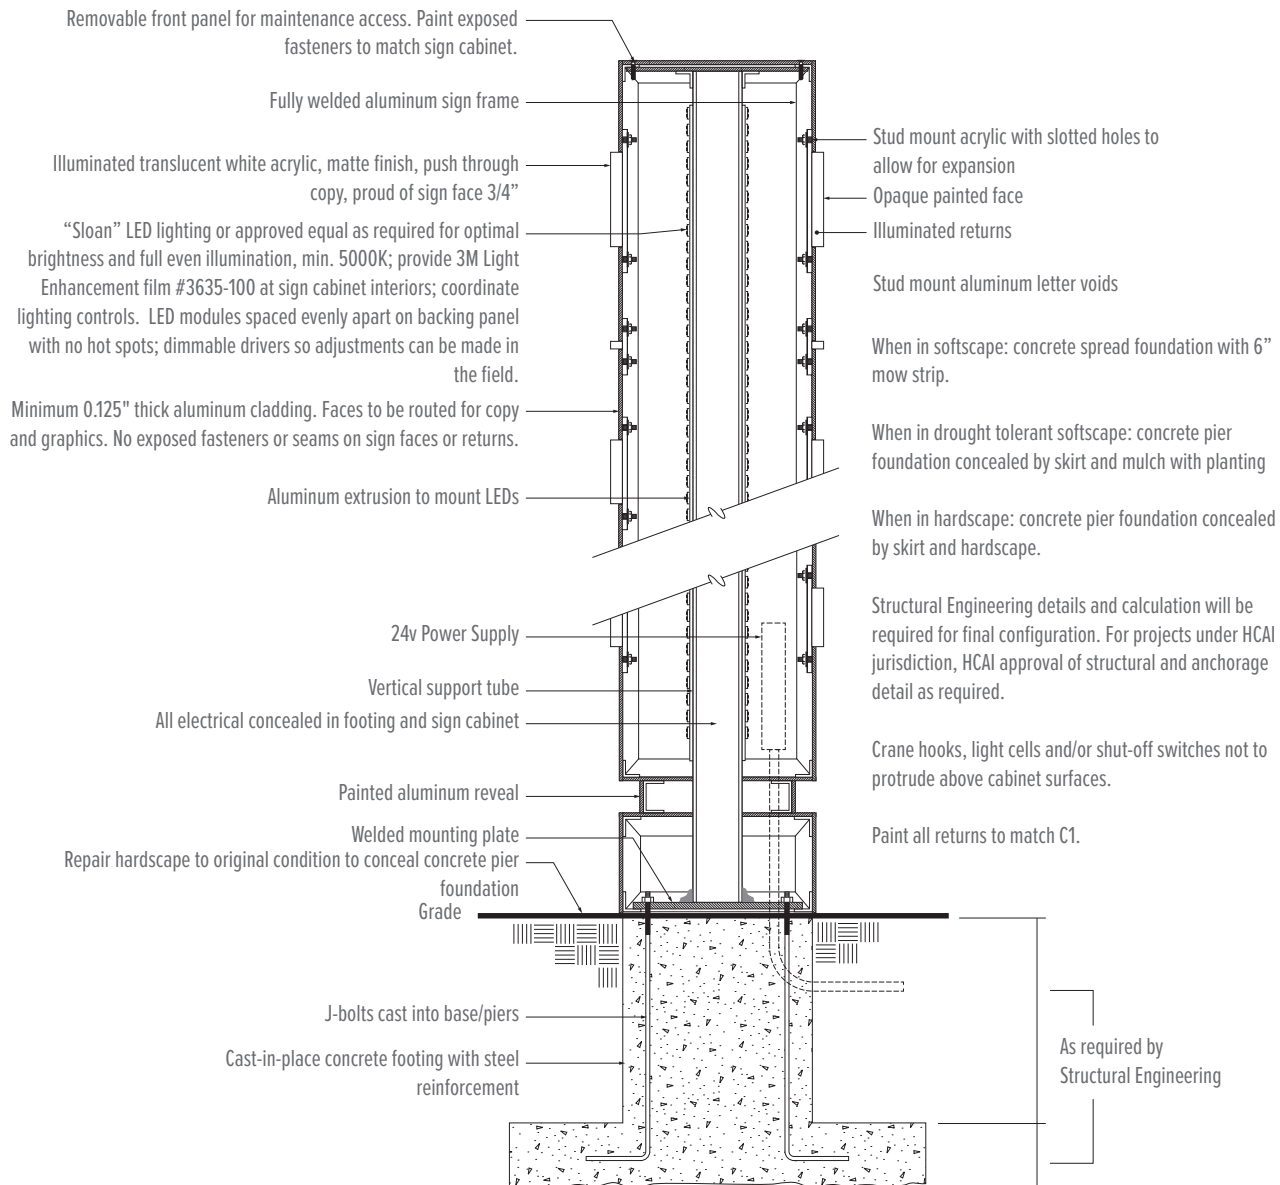 Removable front panel for maintenance access. Paint exposed
fasteners to match sign cabinet.
Fully welded aluminum sign frame
Illuminated translucent white acrylic, matte finish, push through
copy, proud of sign face 3/4”
“Sloan” LED lighting or approved equal as required for optimal
brightness and full even illumination, min. 5000K; provide 3M Light
Enhancement film #3635-100 at sign cabinet interiors; coordinate
lighting controls. LED modules spaced evenly apart on backing panel
with no hot spots; dimmable drivers so adjustments can be made in
the field.
Minimum 0.125" thick aluminum cladding. Faces to be routed for copy
and graphics. No exposed fasteners or seams on sign faces or returns.
Aluminum extrusion to mount LEDs
24v Power Supply
Vertical support tube
All electrical concealed in footing and sign cabinet
Painted aluminum reveal
Welded mounting plate
Repair hardscape to original condition to conceal concrete pier
foundation
Grade
J-bolts cast into base/piers
Cast-in-place concrete footing with steel
reinforcement
Stud mount acrylic with slotted holes to
allow for expansion
Opaque painted face
Illuminated returns
Stud mount aluminum letter voids
When in softscape: concrete spread foundation with 6”
mow strip.
When in drought tolerant softscape: concrete pier
foundation concealed by skirt and mulch with planting
When in hardscape: concrete pier foundation concealed
by skirt and hardscape.
Structural Engineering details and calculation will be
required for final configuration. For projects under HCAI
jurisdiction, HCAI approval of structural and anchorage
detail as required.
Crane hooks, light cells and/or shut-off switches not to
protrude above cabinet surfaces.
Paint all returns to match C1.
As required by
Structural Engineering